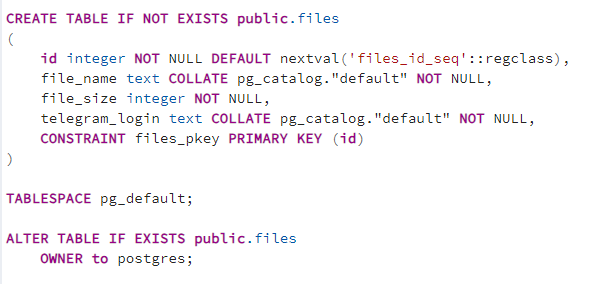 CREATE TABLE IF NOT EXISTS public.files
(
    id integer NOT NULL DEFAULT nextval('files_id_seq'::regclass),
    file_name text COLLATE pg_catalog."default" NOT NULL,
    file_size integer NOT NULL,
    telegram_login text COLLATE pg_catalog."default" NOT NULL,
    CONSTRAINT files_pkey PRIMARY KEY (id)
)
TABLESPACE pg_default;
ALTER TABLE IF EXISTS public.files
    OWNER to postgres;